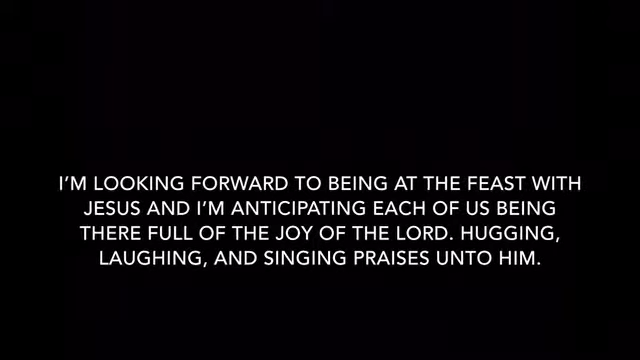 I’M LOOKING FORWARD TO BEING AT THE FEAST WITH
JESUS AND I’M ANTICIPATING EACH OF US BEING
THERE FULL OF THE JOY OF THE LORD. HUGGING,
LAUGHING, AND SINGING PRAISES UNTO HIM.